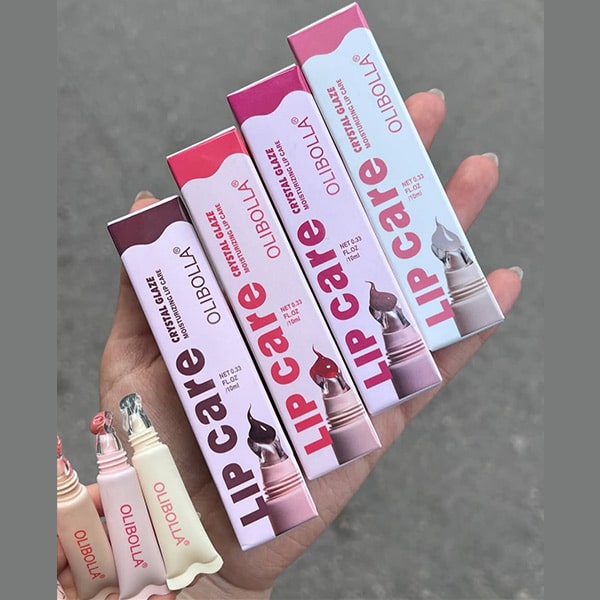 OLIBOLLA®
CRYSTAL GLAZE
MOISTURIZING LIP CARE
LIP care
NET 0.33
FL.OZ
/10ml
OLIBOLLA®
CRYSTAL GLAZE
MOISTURIZING LIP CARE
LIP care
NET 0.33
FL.OZ
/10ml
OLIBOLLA®
CRYSTAL GLAZE
MOISTURIZING LIP CARE
LIP care
NET 0.33
FL.OZ
/10ml
OLIBOLLA®
CRYSTAL GLAZE
MOISTURIZING LIP CARE
LIP care
NET 0.33
FL.OZ
/10ml
OLIBOLLA
OLIBOLLA®
OLIBOLLA®